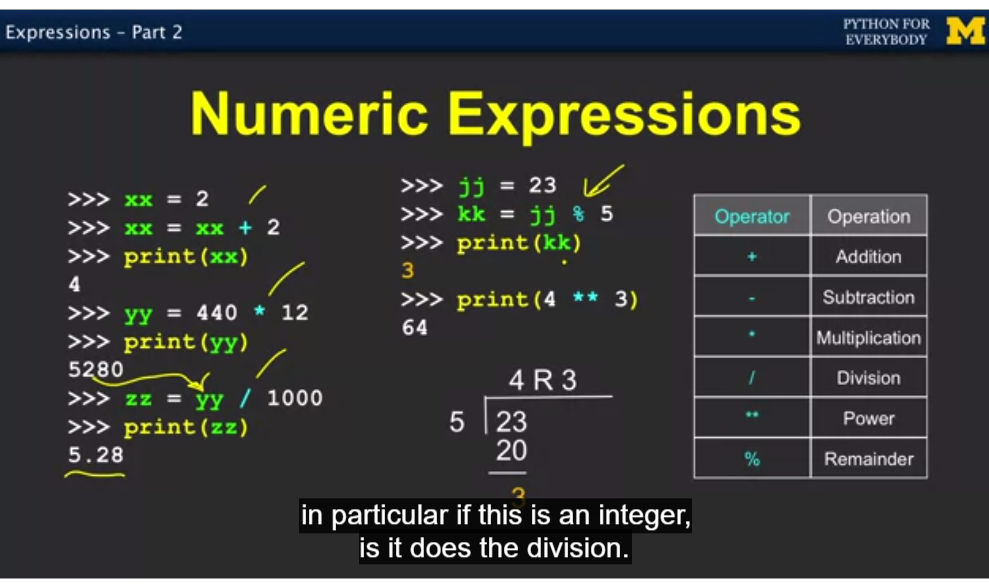 Expressions – Part 2
PYTHON FOR
EVERYBODY
M
Numeric Expressions
>>> xx = 2
>>> xx = xx + 2
>>> print(xx)
4
>>> yy = 440 * 12
>>> print(yy)
5280
>>> zz = yy / 1000
>>> print(zz)
5.28
>>> jj = 23
>>> kk = jj % 5
>>> print(kk)
3
>>> print(4 ** 3)
64
4 R 3
5 23
20
3
Operator Operation
+ Addition
- Subtraction
* Multiplication
/ Division
** Power
% Remainder
in particular if this is an integer,
is it does the division.